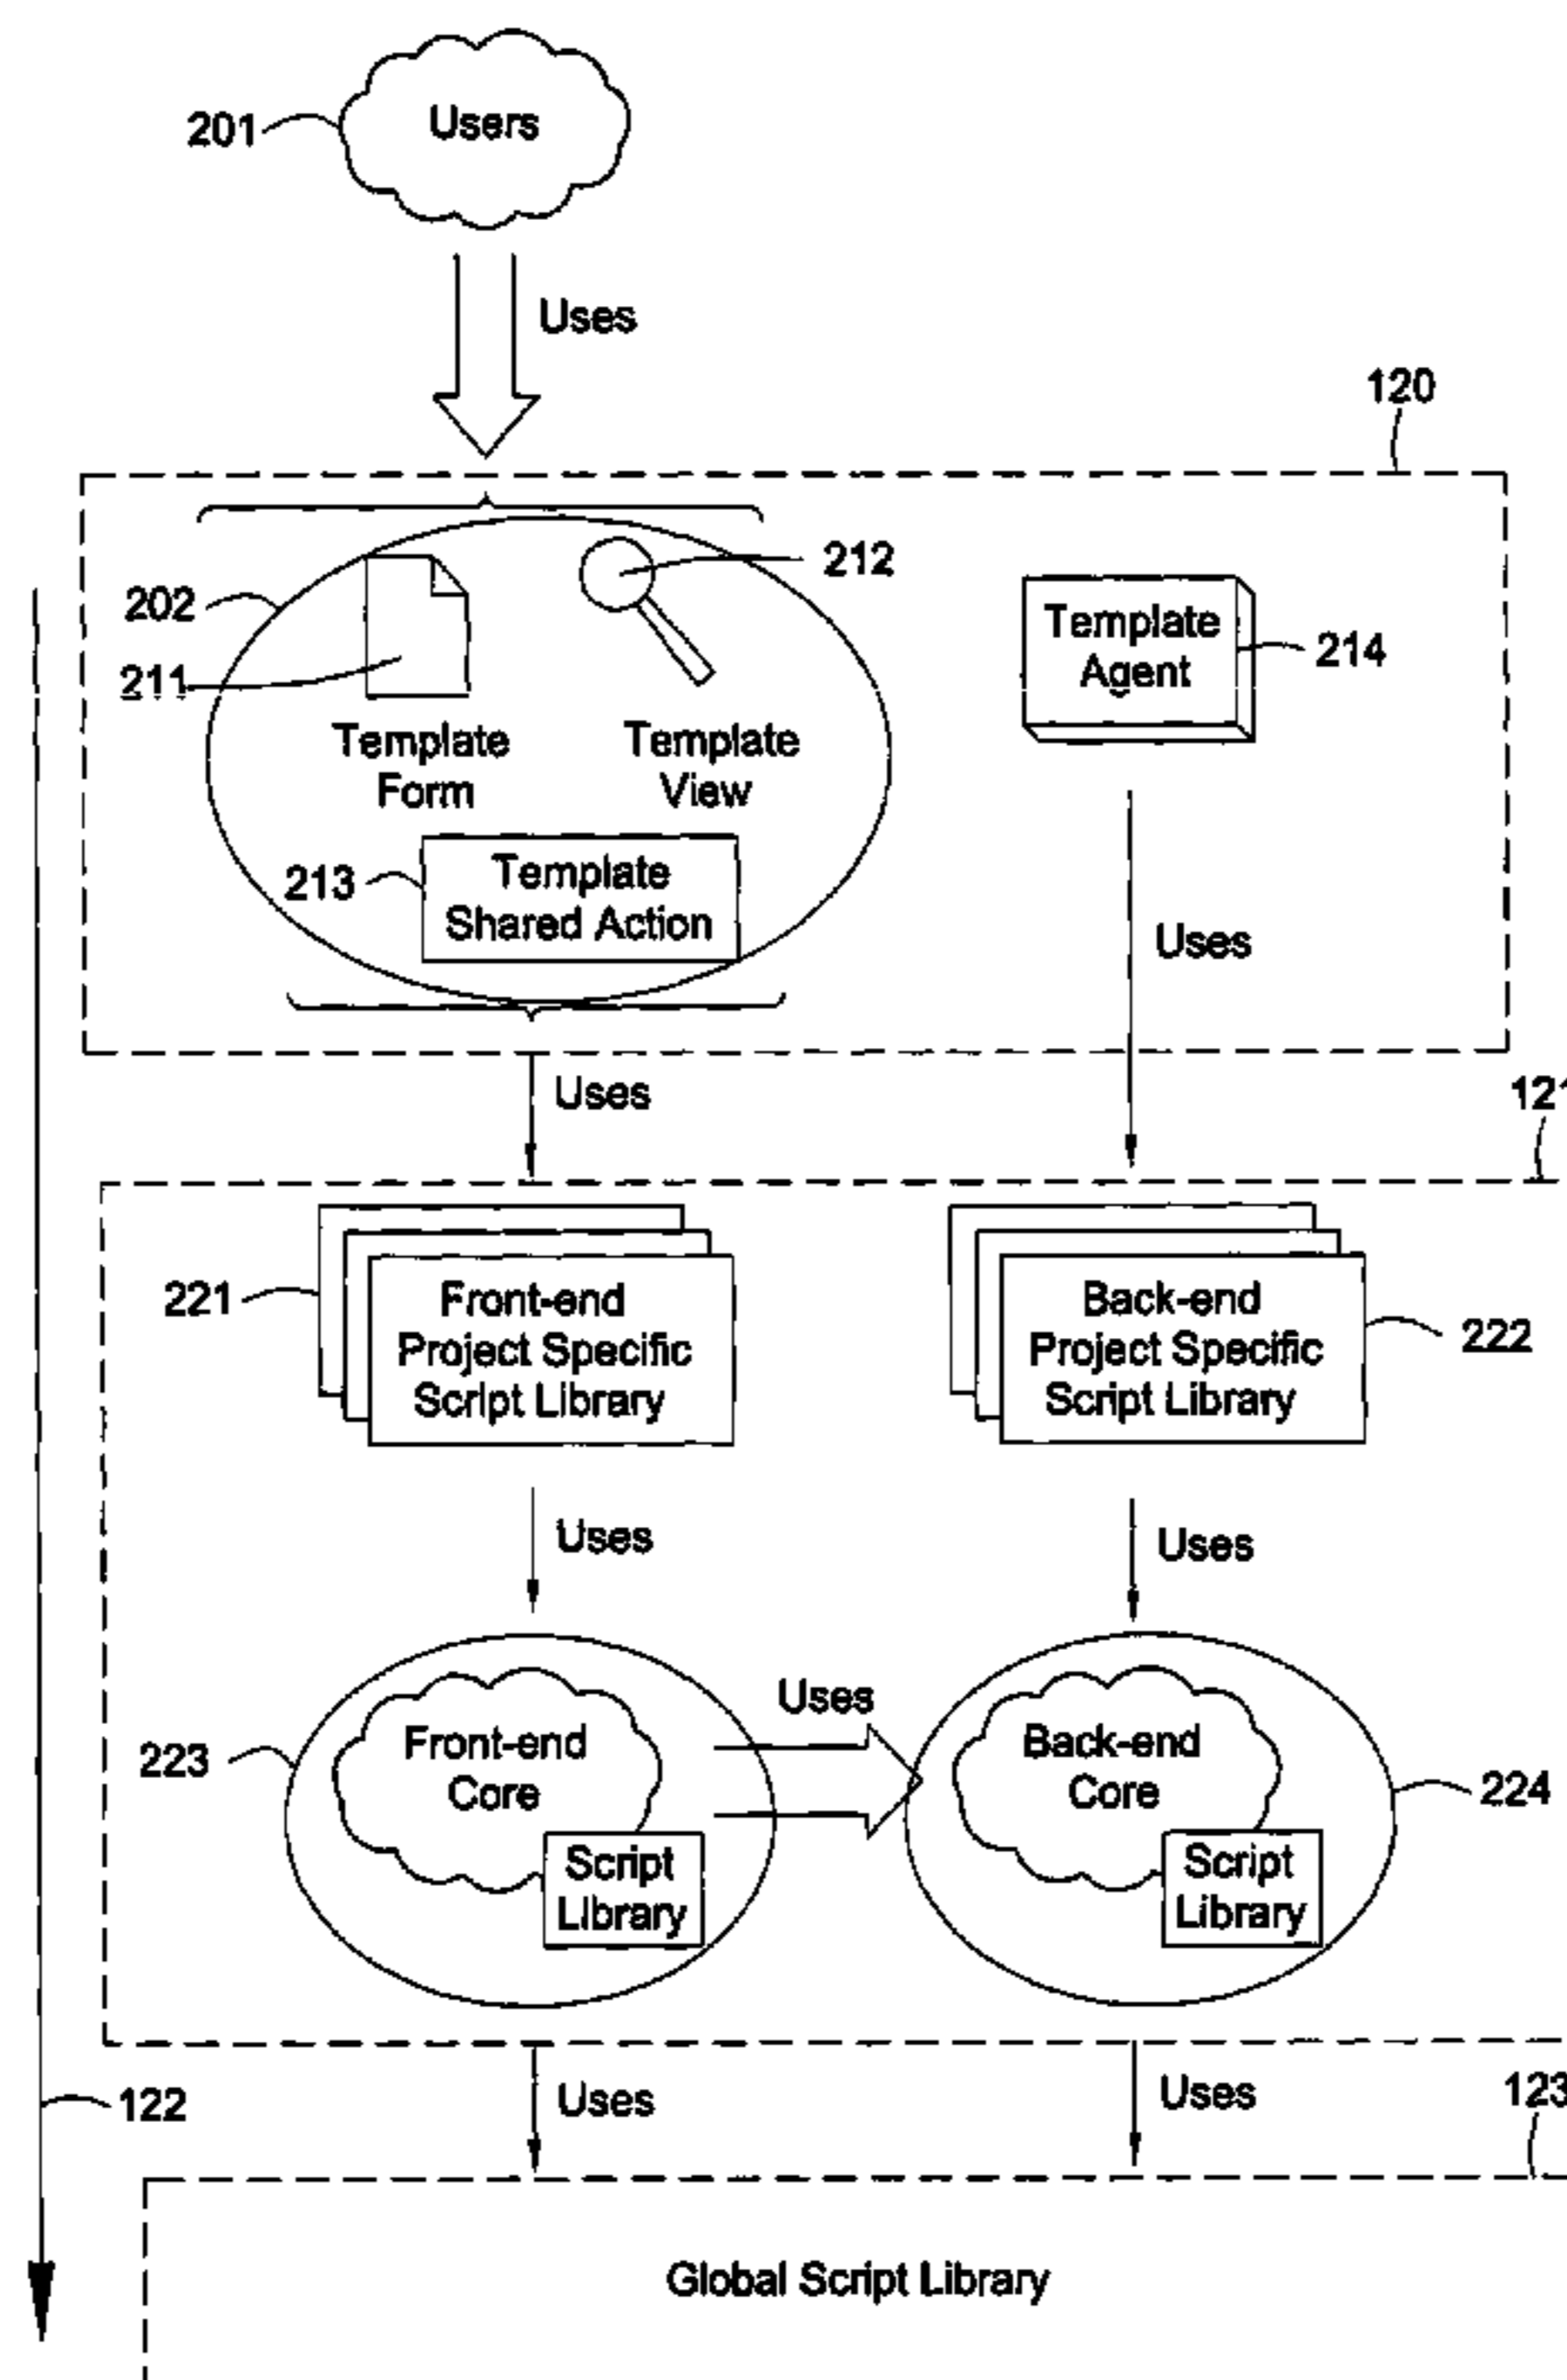 201
Users
Uses
120
202
212
211
Template
Form
Template
View
Template
Agent
214
213
Template
Shared Action
Uses
Uses
121
221
Front-end
Project Specific
Script Library
Back-end
Project Specific
Script Library
222
Uses
Uses
Uses
223
Front-end
Core
Script
Library
Back-end
Core
Script
Library
224
122
Uses
Uses
123
Global Script Library